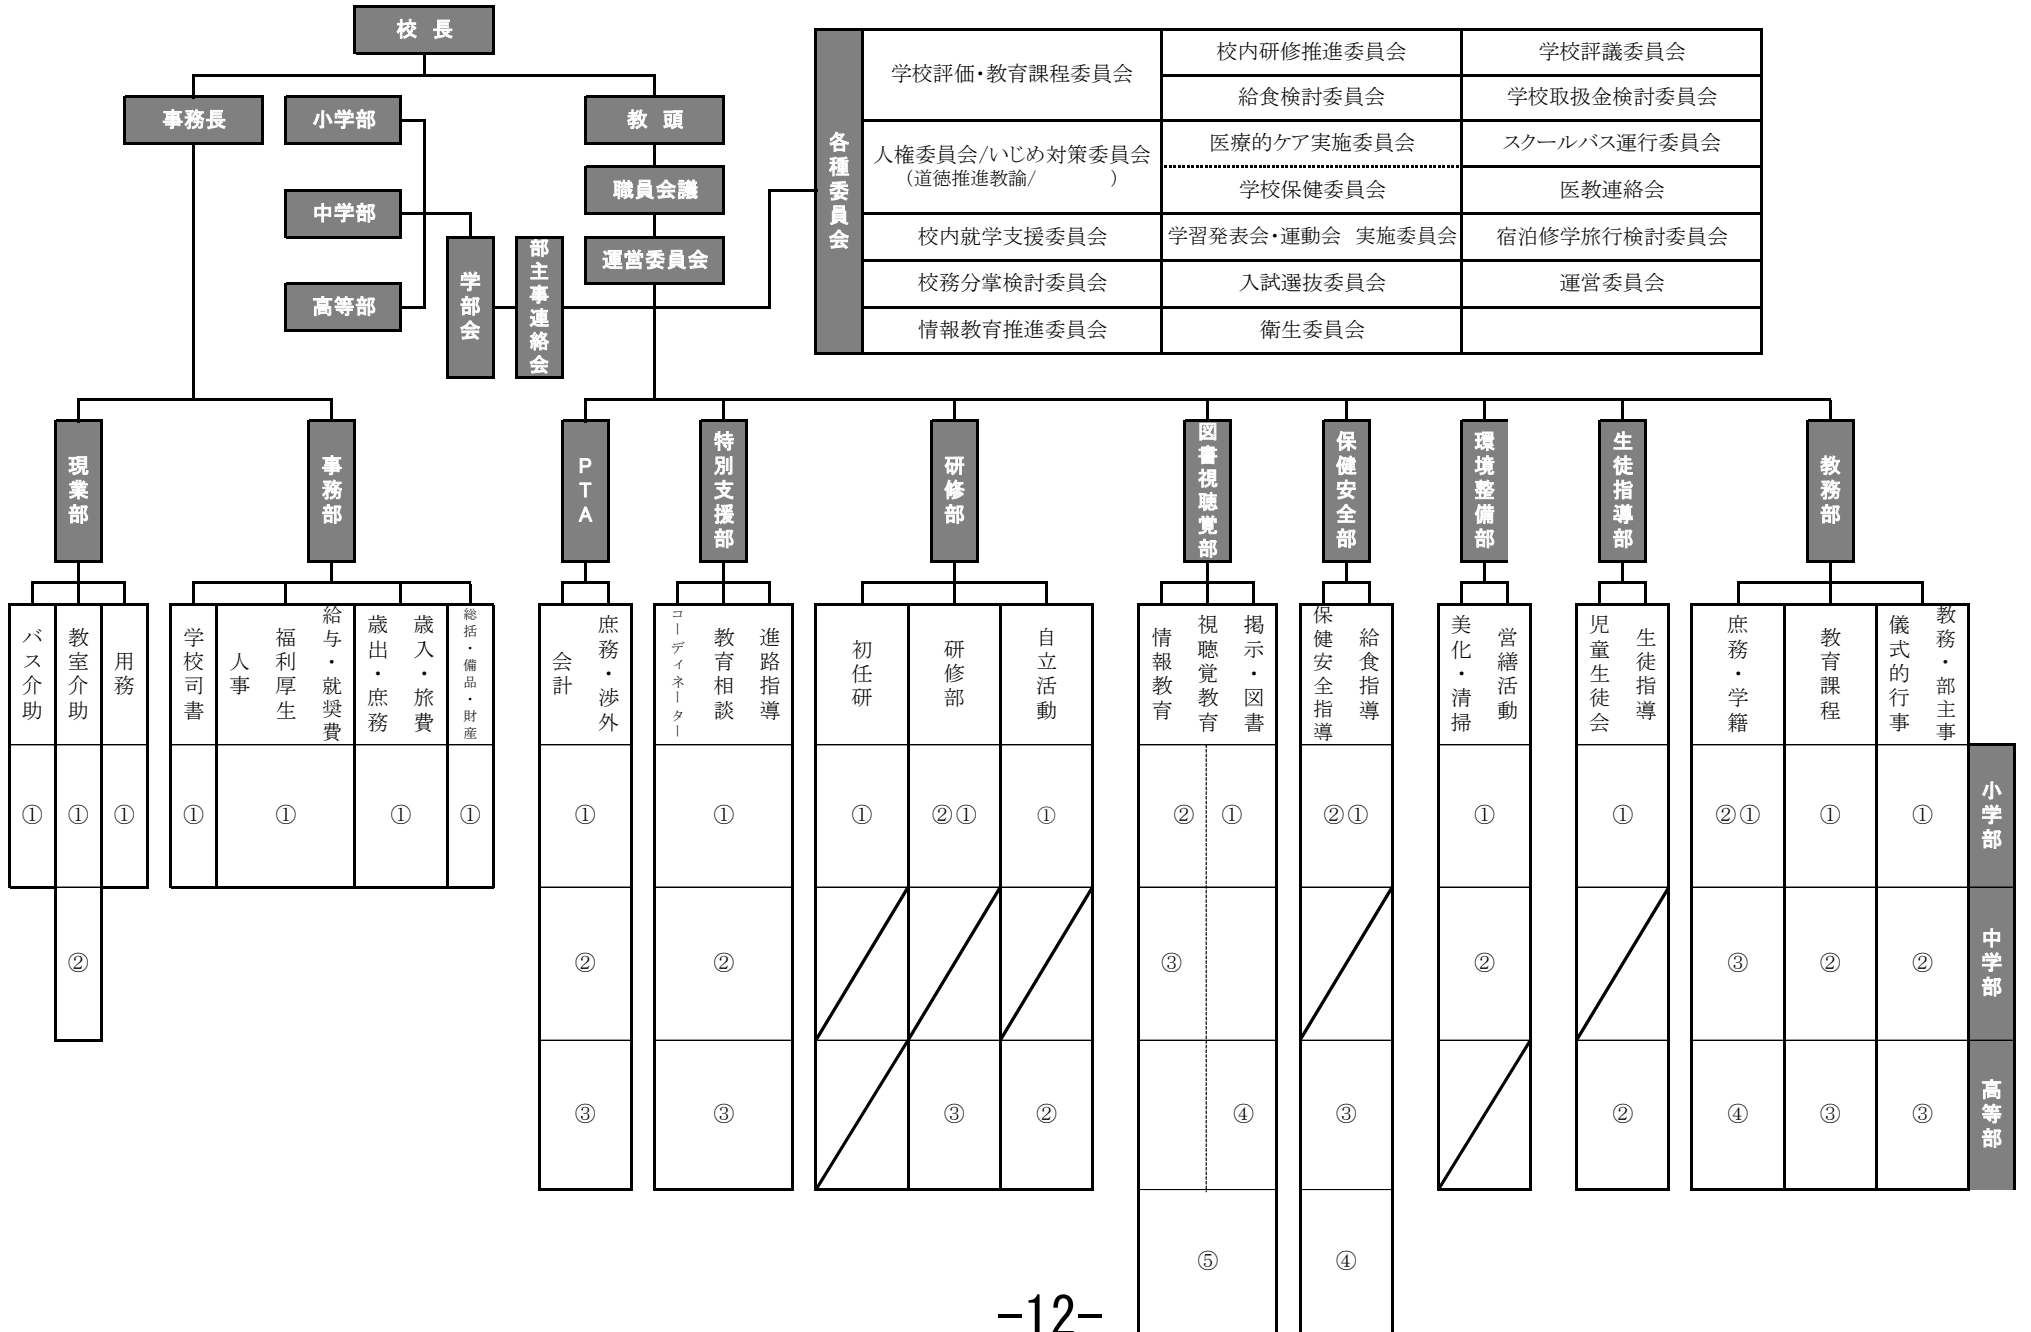 校 長
事務長
小学部
教 頭
中学部
職員会議
高等部
学部会
部主事連絡会
運営委員会
各種委員会
学校評価・教育課程委員会
校内研修推進委員会
学校評議委員会
給食検討委員会
学校取扱金検討委員会
人権委員会/いじめ対策委員会
(道徳推進教諭/ )
医療的ケア実施委員会
スクールバス運行委員会
学校保健委員会
医教連絡会
校内就学支援委員会
学習発表会・運動会 実施委員会
宿泊修学旅行検討委員会
校務分掌検討委員会
入試選抜委員会
運営委員会
情報教育推進委員会
衛生委員会
現業部
事務部
PTA
特別支援部
研修部
図書視聴覚部
保健安全部
環境整備部
生徒指導部
教務部
バス介助
教室介助
用務
学校司書
人事
福利厚生
給与・就奨費
歳出・庶務
歳入・旅費
総括・備品・財産
会計
庶務・渉外
コーディネーター
教育相談
進路指導
初任研
研修部
自立活動
情報教育
視聴覚教育
掲示・図書
保健安全指導
給食指導
美化・清掃
営繕活動
児童生徒会
生徒指導
庶務・学籍
教育課程
儀式的行事
教務・部主事
① ① ① ① ① ① ① ① ① ① ②① ① ② ① ②① ① ① ②① ① ① 小学部
② ② ② ③ ② ③ ② ② 中学部
③ ③ ③ ② ④ ③ ② ④ ③ ③ 高等部
⑤ ④
-12-